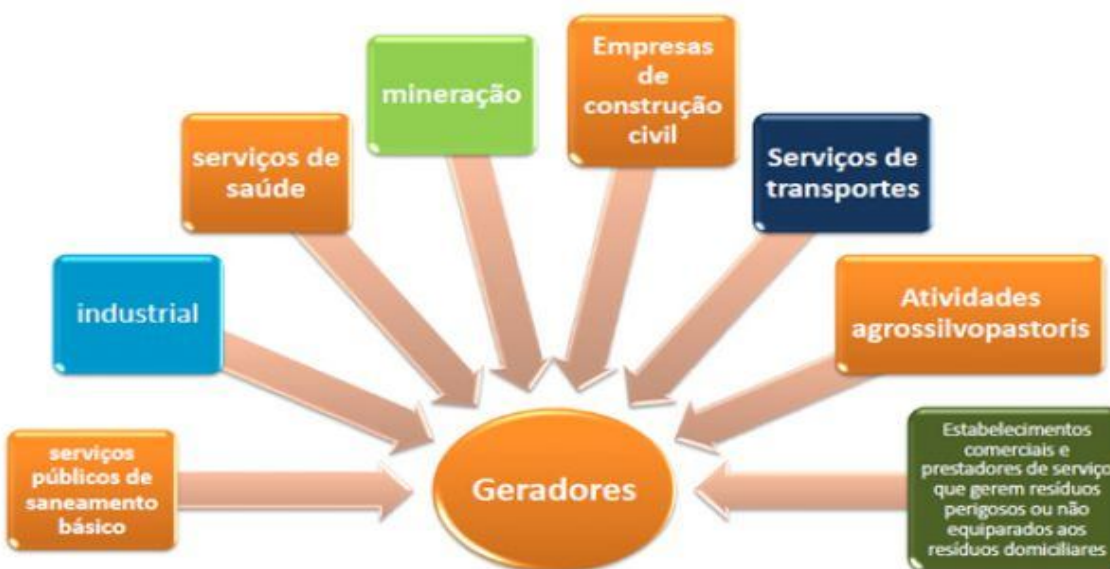 Empresas
de
construção
civil
mineração
Serviços de
transportes
serviços de
saúde
Atividades
agrossilvopastoris
industrial
serviços
públicos de
saneamento
básico
Geradores
Estabelecimentos
comerciais e
prestadores de serviço
que gerem resíduos
perigosos ou não
equiparados aos
resíduos domiciliares